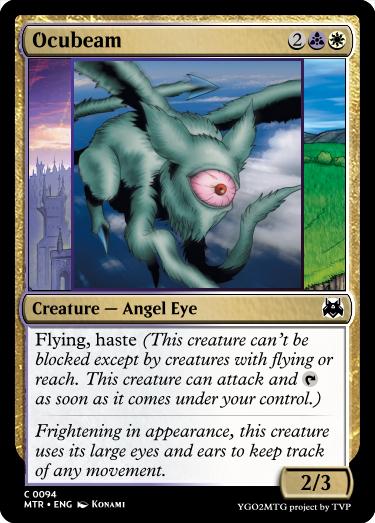 Ocubeam 2
Creature — Angel Eye
Flying, haste (This creature can't be
blocked except by creatures with flying or
reach. This creature can attack and
as soon as it comes under your control.)
Frightening in appearance, this creature
uses its large eyes and ears to keep track
of any movement.
2/3
C 0094
MTR • ENG Konami
YGO2MTG project by TVP